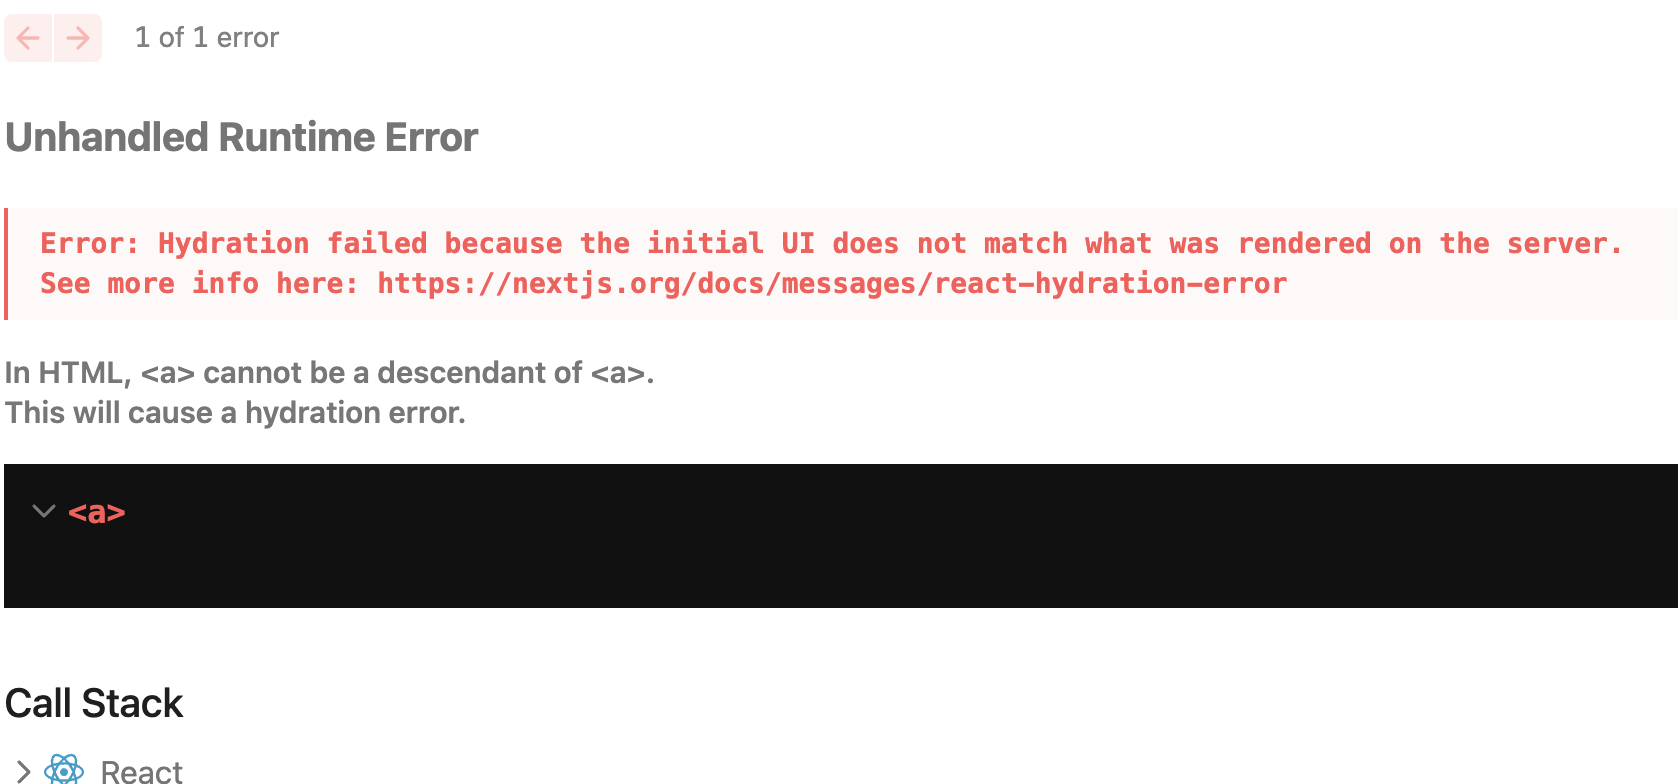 1 of 1 error
Unhandled Runtime Error
Error: Hydration failed because the initial UI does not match what was rendered on the server.
See more info here: https://nextjs.org/docs/messages/react-hydration-error
In HTML, <a> cannot be a descendant of <a>.
This will cause a hydration error.
<a>
Call Stack
React